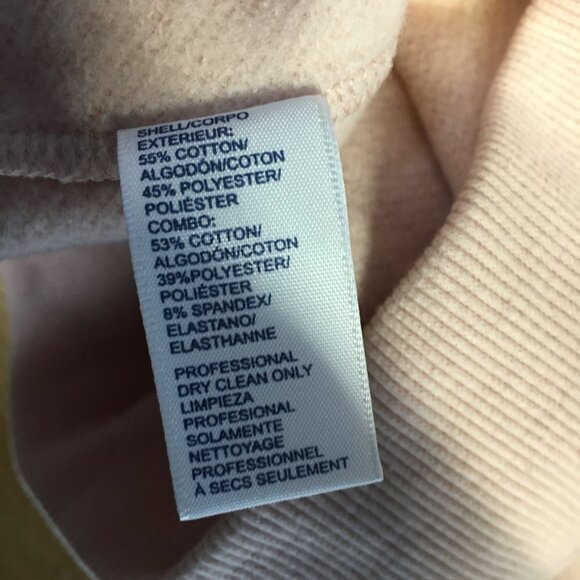 SHELL/CORPO
EXTERIEUR:
55% COTTON/
ALGODÓN/COTON
45% POLYESTER/
POLIÉSTER
COMBO:
53% COTTON/
ALGODÓN/COTON
39%POLYESTER/
POLIÉSTER
8% SPANDEX/
ELASTANO/
ELASTHANNE
PROFESSIONAL
DRY CLEAN ONLY
LIMPIEZA
PROFESIONAL
SOLAMENTE
NETTOYAGE
PROFESSIONNEL
À SECS SEULEMENT